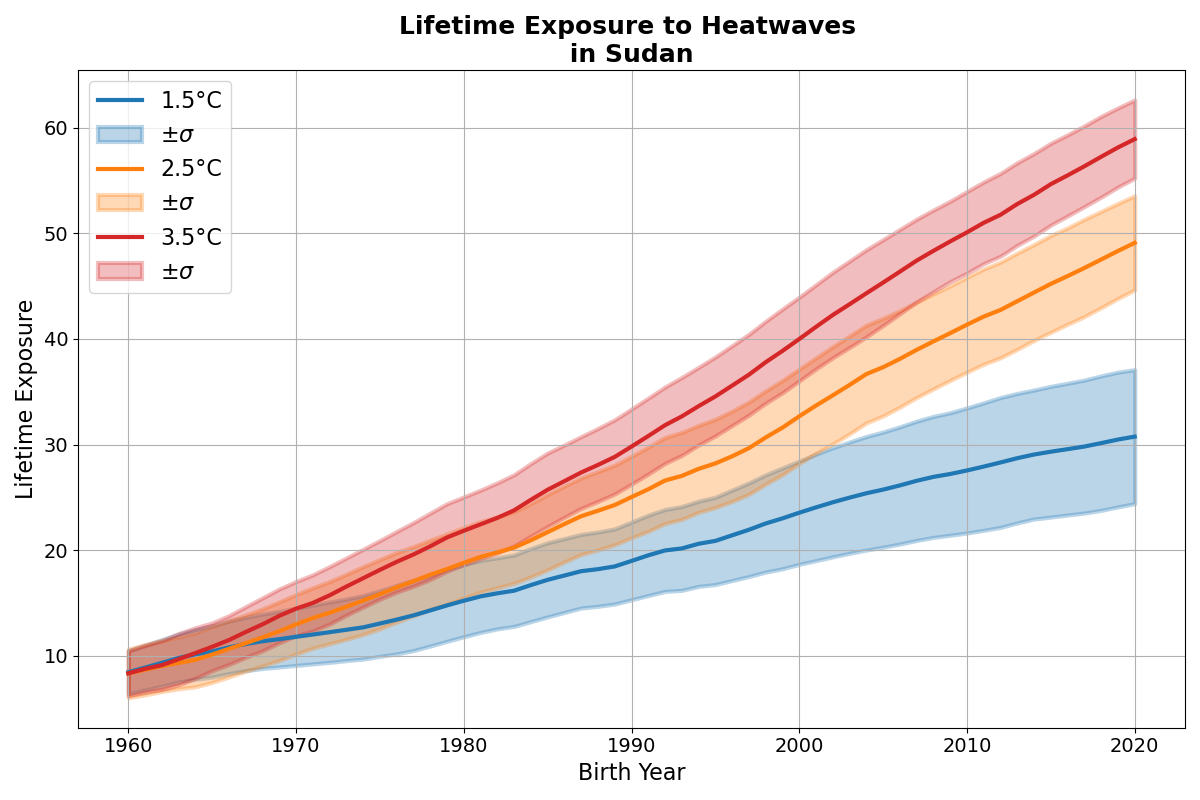 Lifetime Exposure to Heatwaves
in Sudan
1.5°C
±σ
2.5°C
±σ
3.5°C
±σ
Lifetime Exposure
60
50
40
30
20
10
1960 1970 1980 1990 2000 2010 2020
Birth Year